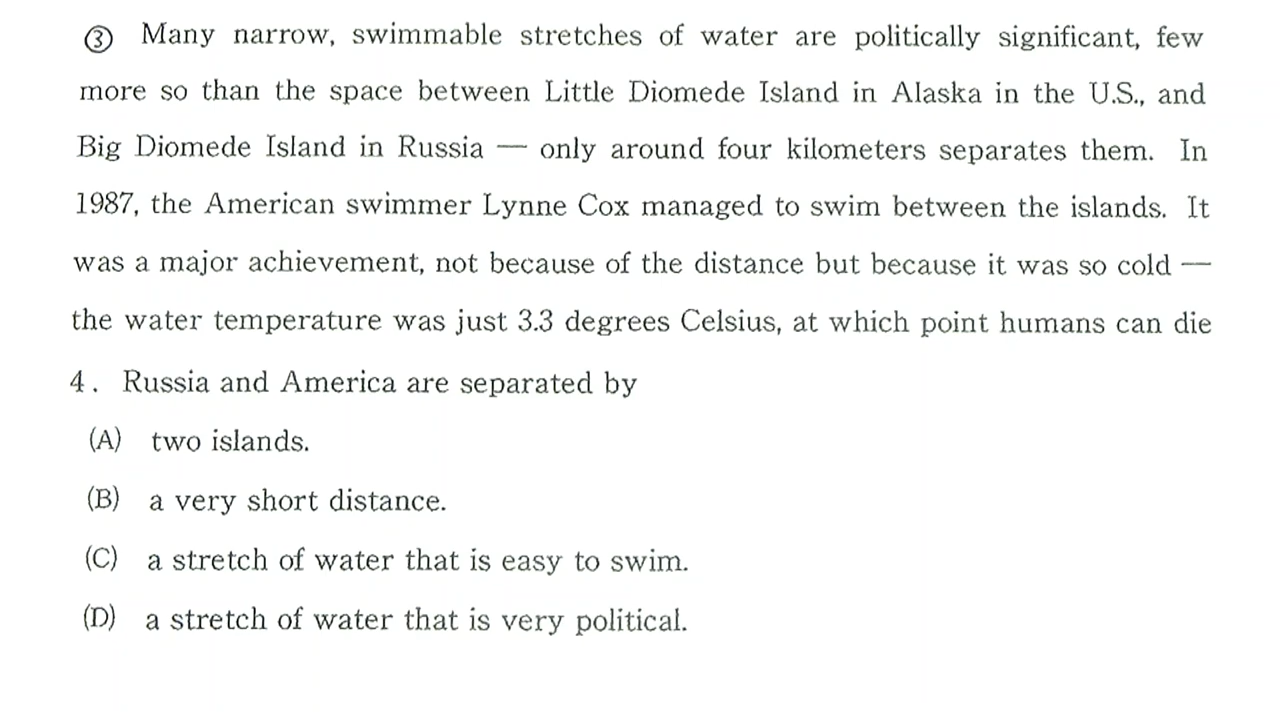 ③ Many narrow, swimmable stretches of water are politically significant, few
more so than the space between Little Diomede Island in Alaska in the U.S., and
Big Diomede Island in Russia — only around four kilometers separates them. In
1987, the American swimmer Lynne Cox managed to swim between the islands. It
was a major achievement, not because of the distance but because it was so cold —
the water temperature was just 3.3 degrees Celsius, at which point humans can die
4. Russia and America are separated by
(A) two islands.
(B) a very short distance.
(C) a stretch of water that is easy to swim.
(D) a stretch of water that is very political.